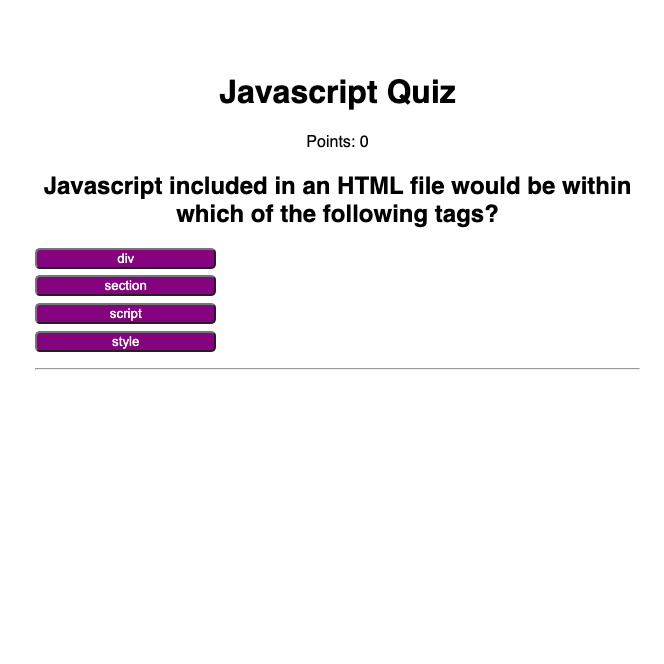 Javascript Quiz
Points: 0
Javascript included in an HTML file would be within
which of the following tags?
div
section
script
style